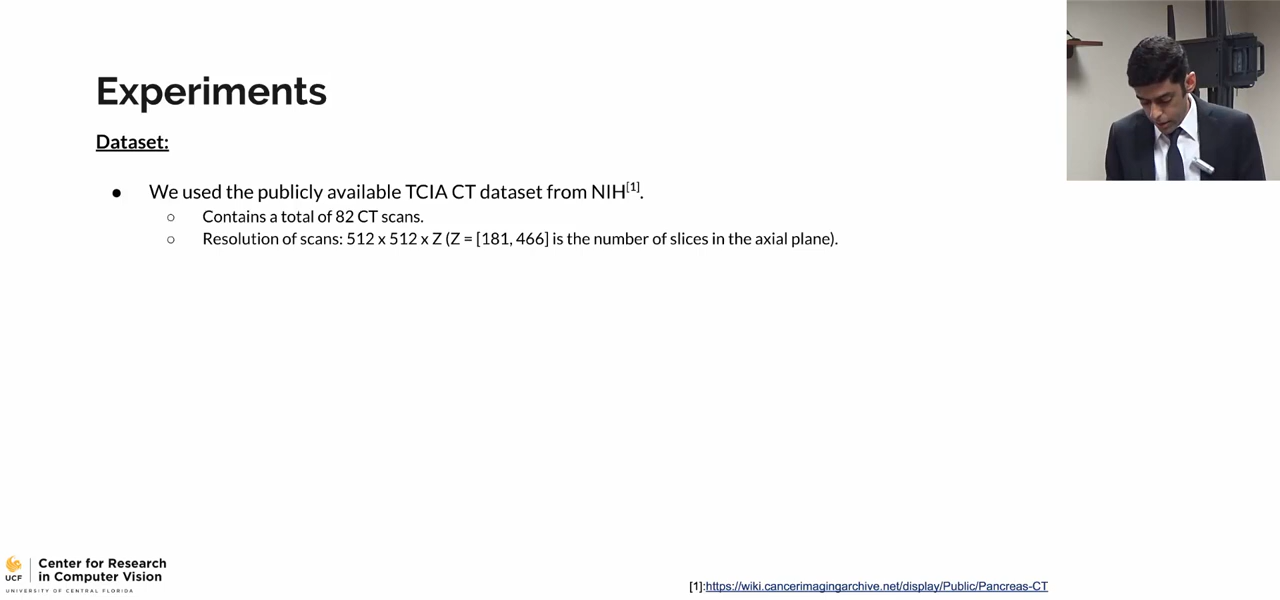 Experiments
Dataset:
● We used the publicly available TCIA CT dataset from NIH[1].
○ Contains a total of 82 CT scans.
○ Resolution of scans: 512 x 512 x Z (Z = [181, 466] is the number of slices in the axial plane).
UCF
Center for Research
in Computer Vision
UNIVERSITY OF CENTRAL FLORIDA
[1]:https://wiki.cancerimagingarchive.net/display/Public/Pancreas-CT